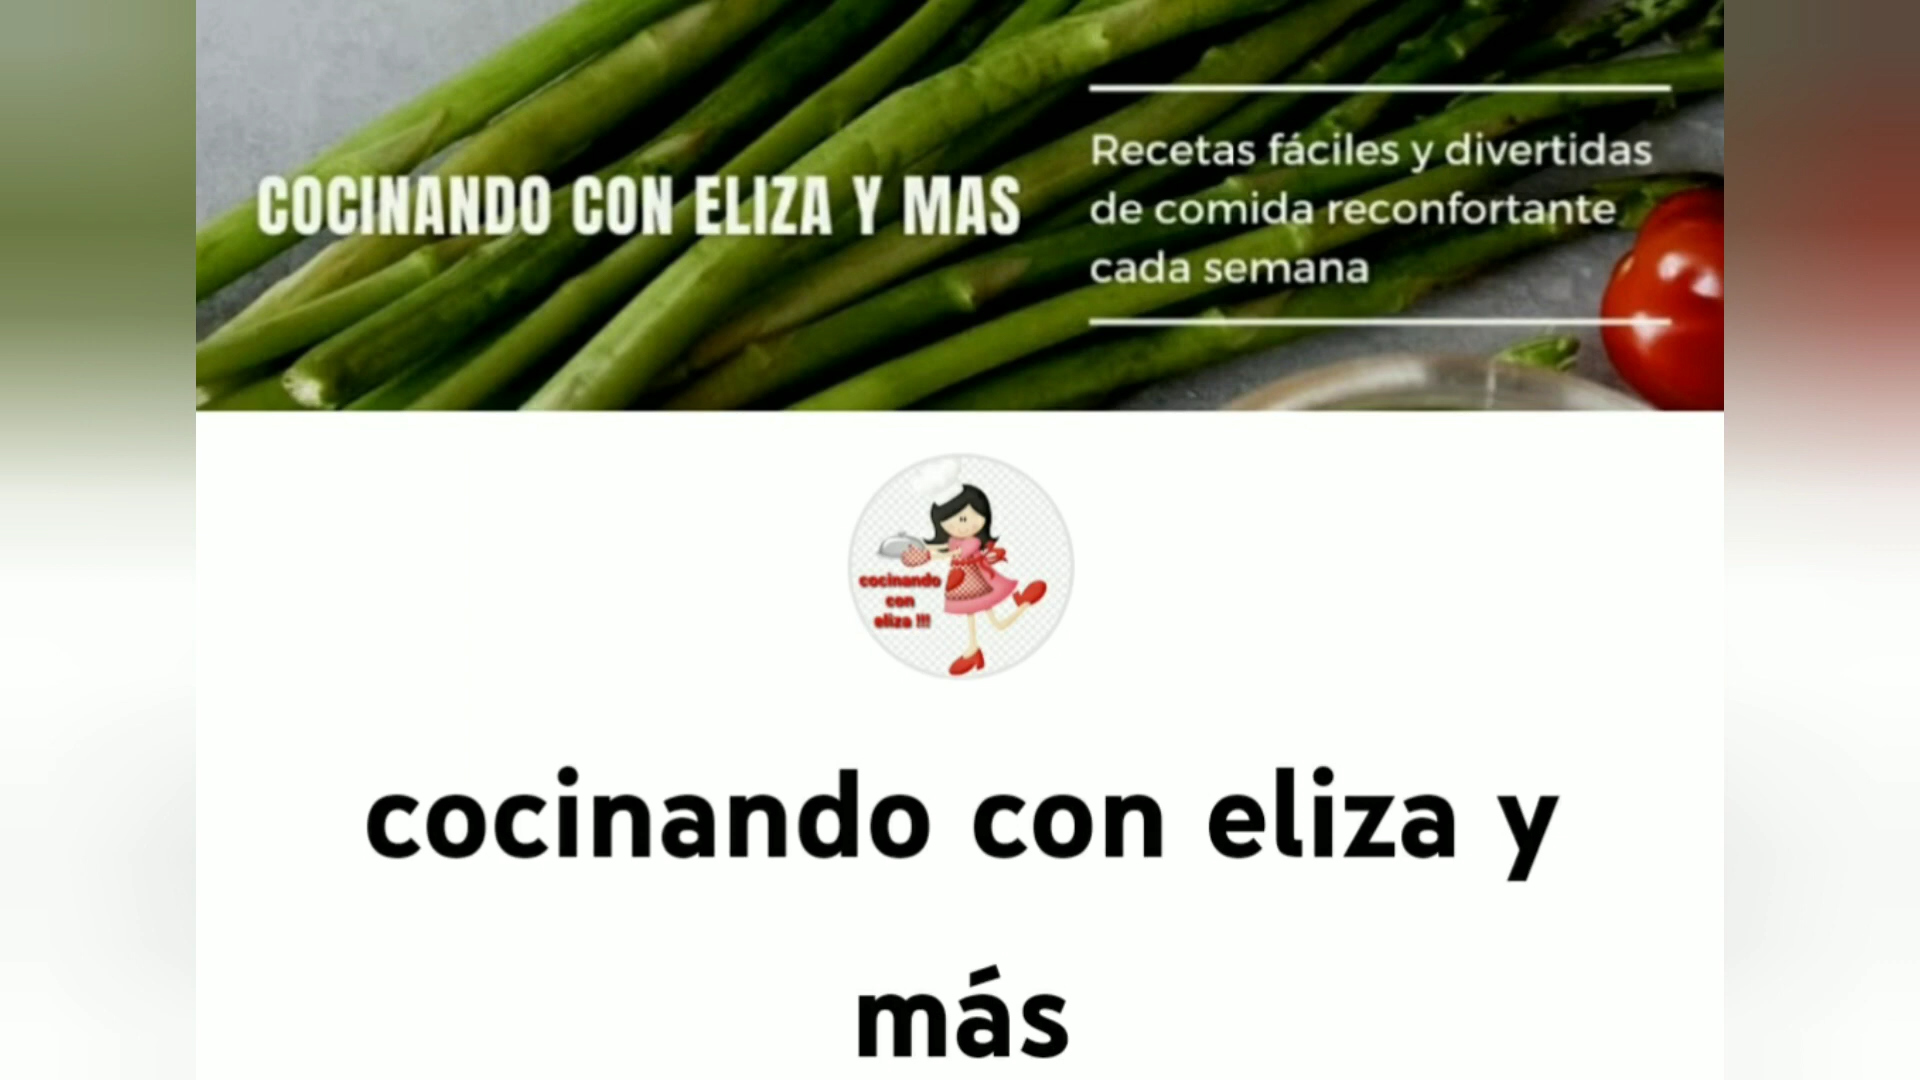 COCINANDO CON ELIZA Y MAS
Recetas fáciles y divertidas
de comida reconfortante
cada semana
cocinando
con
eliza !!!
cocinando con eliza y
más